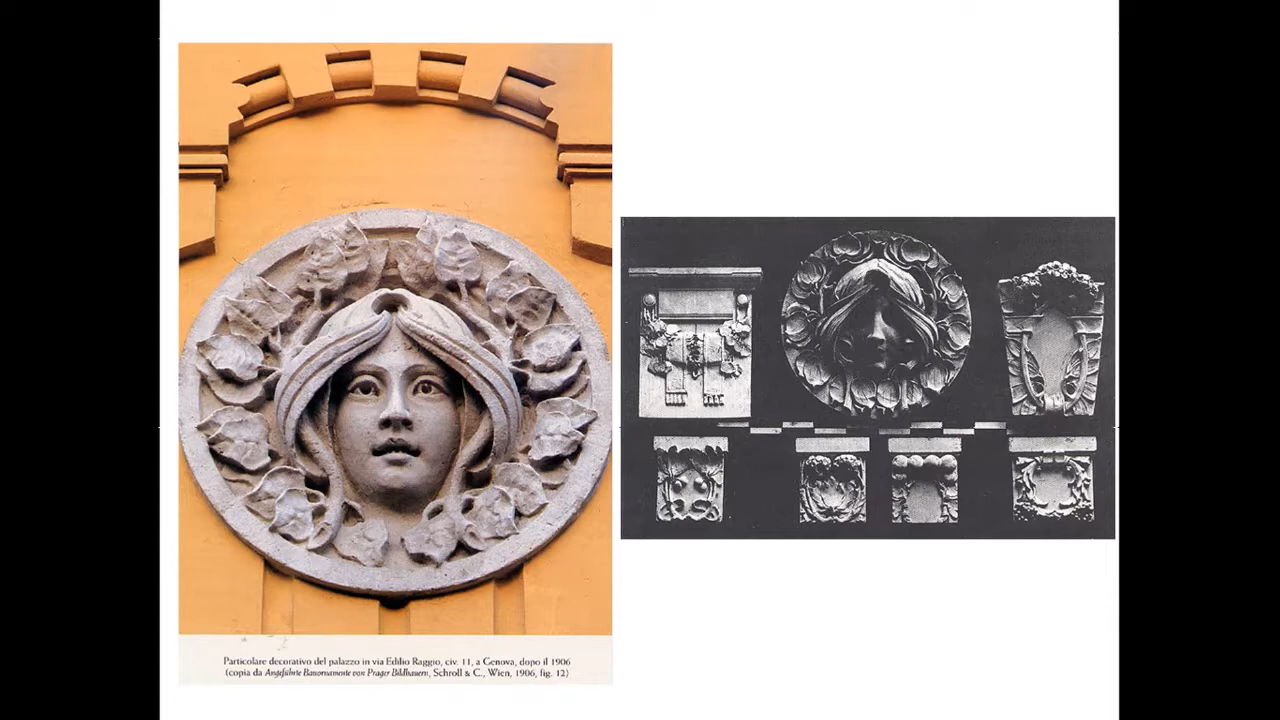 Particolare decorativo del palazzo in via Edilio Raggio, civ. 11, a Genova, dopo il 1906
(copia da Angeführte Bauornamente von Prager Bildhauern, Schroll & C., Wien, 1906, fig. 12)